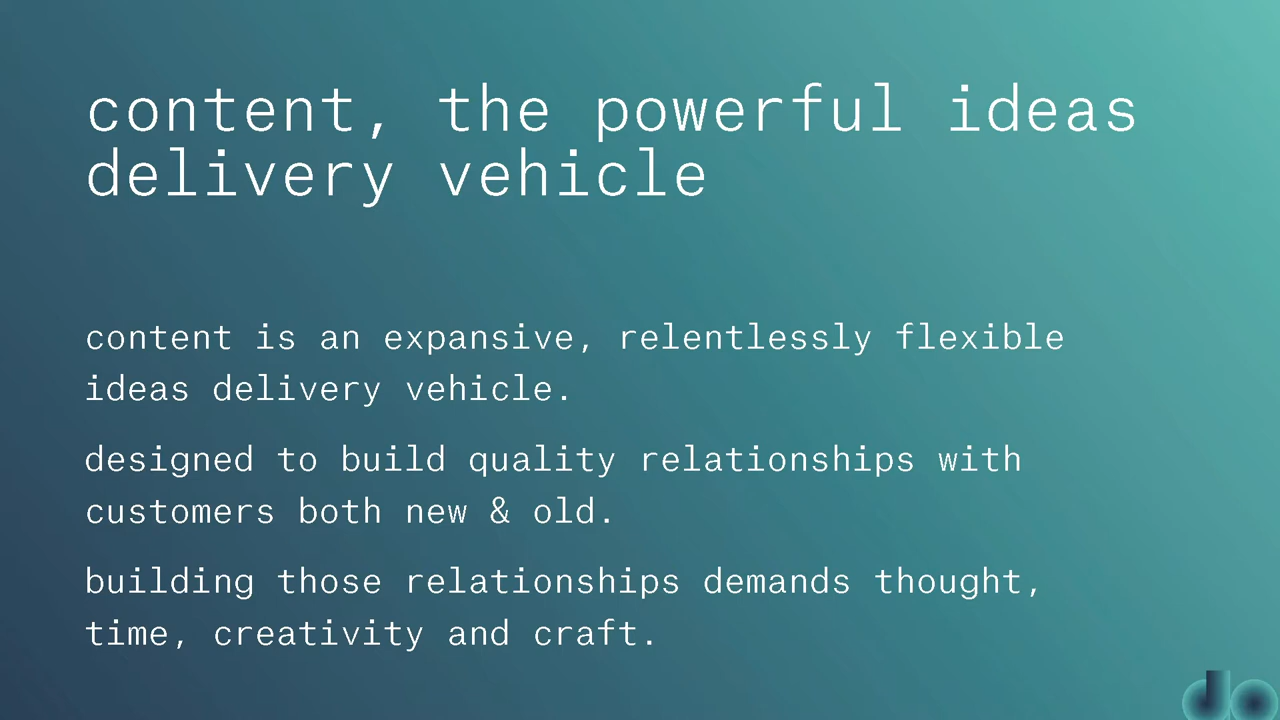 content, the powerful ideas
delivery vehicle
content is an expansive, relentlessly flexible
ideas delivery vehicle.
designed to build quality relationships with
customers both new & old.
building those relationships demands thought,
time, creativity and craft.
do